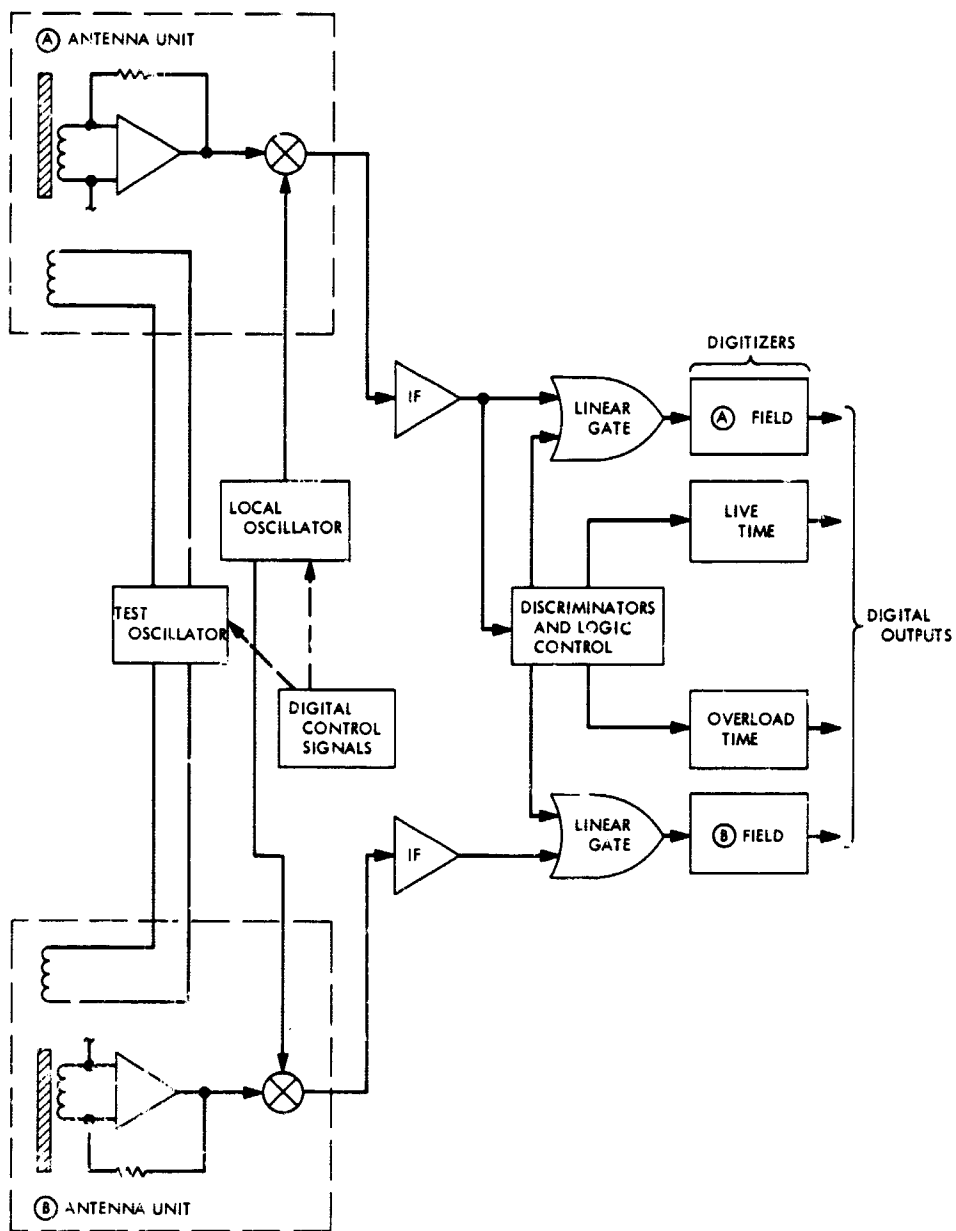 Ⓐ ANTENNA UNIT
DIGITIZERS
IF
LINEAR
GATE
Ⓐ FIELD
LOCAL
OSCILLATOR
LIVE
TIME
TEST
OSCILLATOR
DISCRIMINATORS
AND LOGIC
CONTROL
DIGITAL
OUTPUTS
DIGITAL
CONTROL
SIGNALS
OVERLOAD
TIME
IF
LINEAR
GATE
Ⓑ FIELD
Ⓑ ANTENNA UNIT